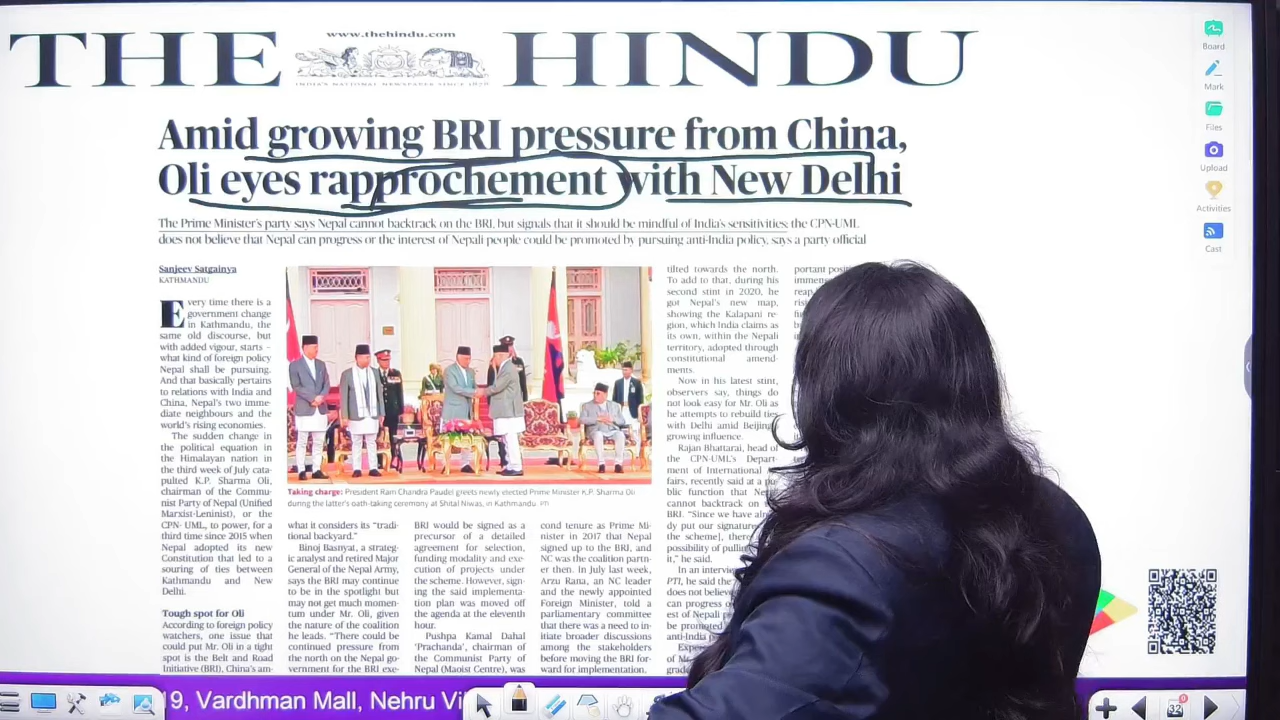 www.thehindu.com
THE HINDU
INDIA'S NATIONAL NEWSPAPER SINCE 1878
Amid growing BRI pressure from China,
Oli eyes rapprochement with New Delhi
The Prime Minister's party says Nepal cannot backtrack on the BRI, but signals that it should be mindful of India's sensitivities; the CPN-UML
does not believe that Nepal can progress or the interest of Nepali people could be promoted by pursuing anti-India policy, says a party official
Sanjeev Satgainya
KATHMANDU
Every time there is a
government change
in Kathmandu, the
same old discourse, but
with added vigour, starts –
what kind of foreign policy
Nepal shall be pursuing.
And that basically pertains
to relations with India and
China, Nepal's two imme-
diate neighbours and the
world's rising economies.
The sudden change in
the political equation in
the Himalayan nation in
the third week of July cata-
pulted K.P. Sharma Oli,
chairman of the Commu-
nist Party of Nepal (Unified
Marxist-Leninist), or the
CPN- UML, to power, for a
third time since 2015 when
Nepal adopted its new
Constitution that led to a
souring of ties between
Kathmandu and New
Delhi.
Tough spot for Oli
According to foreign policy
watchers, one issue that
could put Mr. Oli in a tight
spot is the Belt and Road
Initiative (BRI), China's am-
Taking charge: President Ram Chandra Paudel greets newly elected Prime Minister K.P. Sharma Oli
during the latter's oath-taking ceremony at Shital Niwas, in Kathmandu. PTI
what it considers its "tradi-
tional backyard."
Binoj Basnyat, a strateg-
ic analyst and retired Major
General of the Nepal Army,
says the BRI may continue
to be in the spotlight but
may not get much momen-
tum under Mr. Oli, given
the nature of the coalition
he leads. "There could be
continued pressure from
the north on the Nepal go-
vernment for the BRI exe-
BRI would be signed as a
precursor of a detailed
agreement for selection,
funding modality and exe-
cution of projects under
the scheme. However, sign-
ing the said implementa-
tion plan was moved off
the agenda at the eleventh
hour.
Pushpa Kamal Dahal
'Prachanda', chairman of
the Communist Party of
Nepal (Maoist Centre), was
cond tenure as Prime Mi-
nister in 2017 that Nepal
signed up to the BRI, and
NC was the coalition partn-
er then. In July last week,
Arzu Rana, an NC leader
and the newly appointed
Foreign Minister, told a
parliamentary committee
that there was a need to in-
itiate broader discussions
among the stakeholders
before moving the BRI for-
ward for implementation.
tilted towards the north.
To add to that, during his
second stint in 2020, he
got Nepal's new map,
showing the Kalapani re-
gion, which India claims as
its own, within the Nepali
territory, adopted through
constitutional amend-
ments.
Now in his latest stint,
observers say, things do
not look easy for Mr. Oli as
he attempts to rebuild ties
with Delhi amid Beijing's
growing influence.
Rajan Bhattarai, head of
the CPN-UML's Depart-
ment of International Af-
fairs, recently said at a pu-
blic function that
cannot backtrack on
BRI. "Since we have
dy put our signature
the scheme], there
possibility of
it," he said.
In an
PTI, he said the
does not
can progress
est of Nepali
be promoted
anti-India
of Mr.
Board
Mark
Files
Upload
Activities
Cast
9, Vardhman Mall, Nehru Vi
32